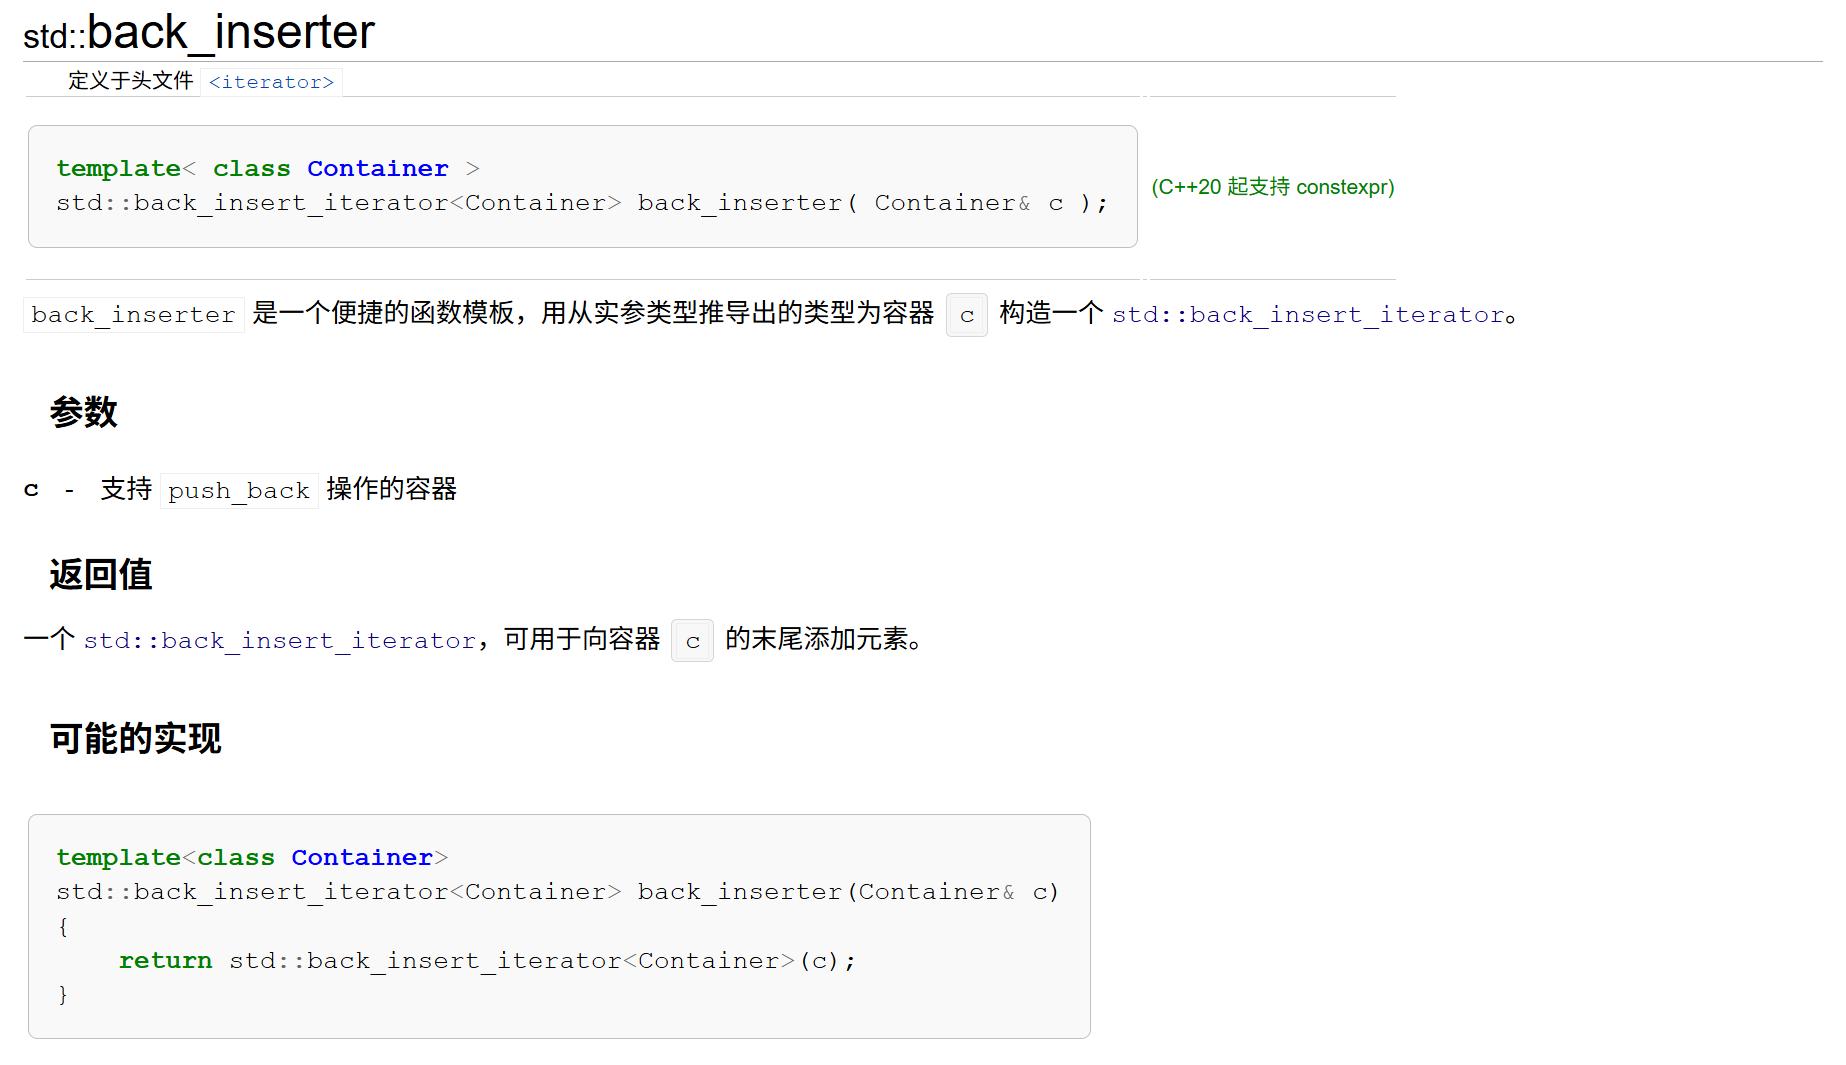 std::back_inserter
定义于头文件 <iterator>
template< class Container >
std::back_insert_iterator<Container> back_inserter( Container& c );
(C++20 起支持 constexpr)
back_inserter 是一个便捷的函数模板，用从实参类型推导出的类型为容器 c 构造一个 std::back_insert_iterator。
参数
c - 支持 push_back 操作的容器
返回值
一个 std::back_insert_iterator，可用于向容器 c 的末尾添加元素。
可能的实现
template<class Container>
std::back_insert_iterator<Container> back_inserter(Container& c)
{
    return std::back_insert_iterator<Container>(c);
}